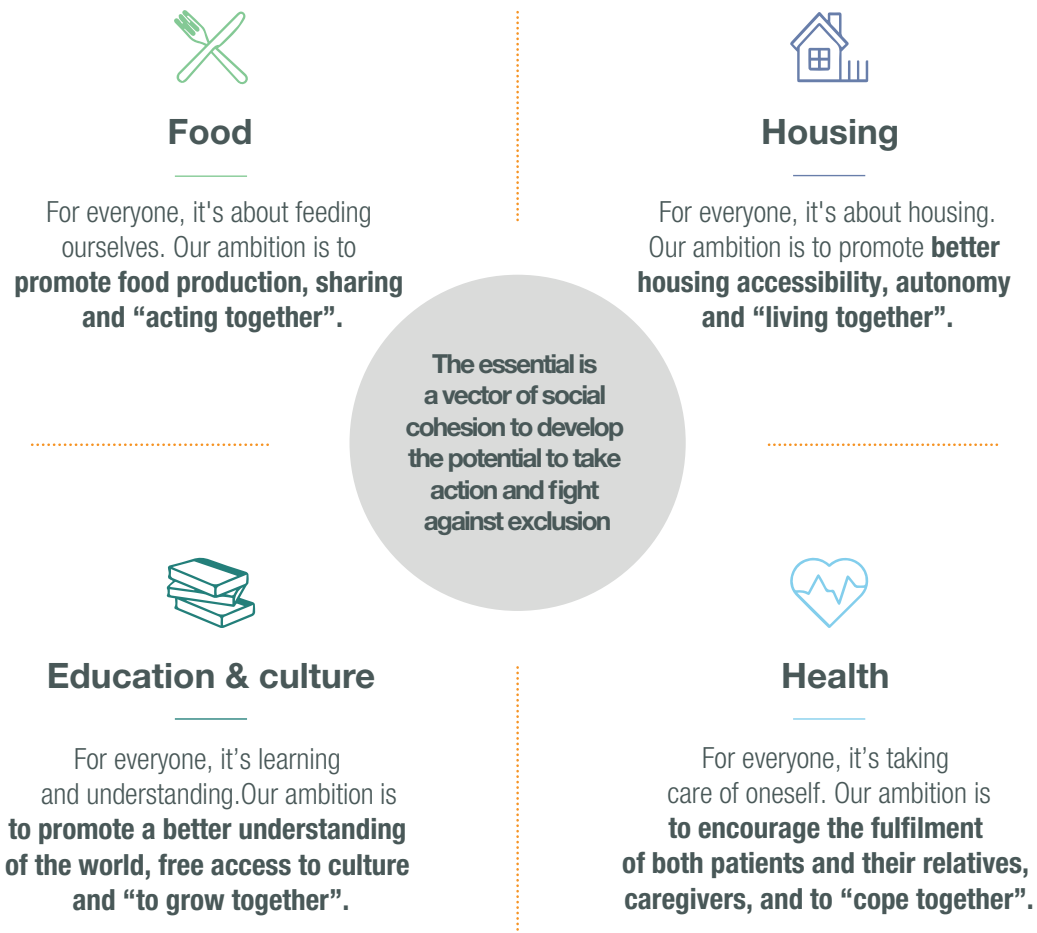 Food
For everyone, it's about feeding
ourselves. Our ambition is to
promote food production, sharing
and “acting together”.
Housing
For everyone, it's about housing.
Our ambition is to promote better
housing accessibility, autonomy
and “living together”.
The essential is
a vector of social
cohesion to develop
the potential to take
action and fight
against exclusion
Education & culture
For everyone, it’s learning
and understanding.Our ambition is
to promote a better understanding
of the world, free access to culture
and “to grow together”.
Health
For everyone, it’s taking
care of oneself. Our ambition is
to encourage the fulfilment
of both patients and their relatives,
caregivers, and to “cope together”.